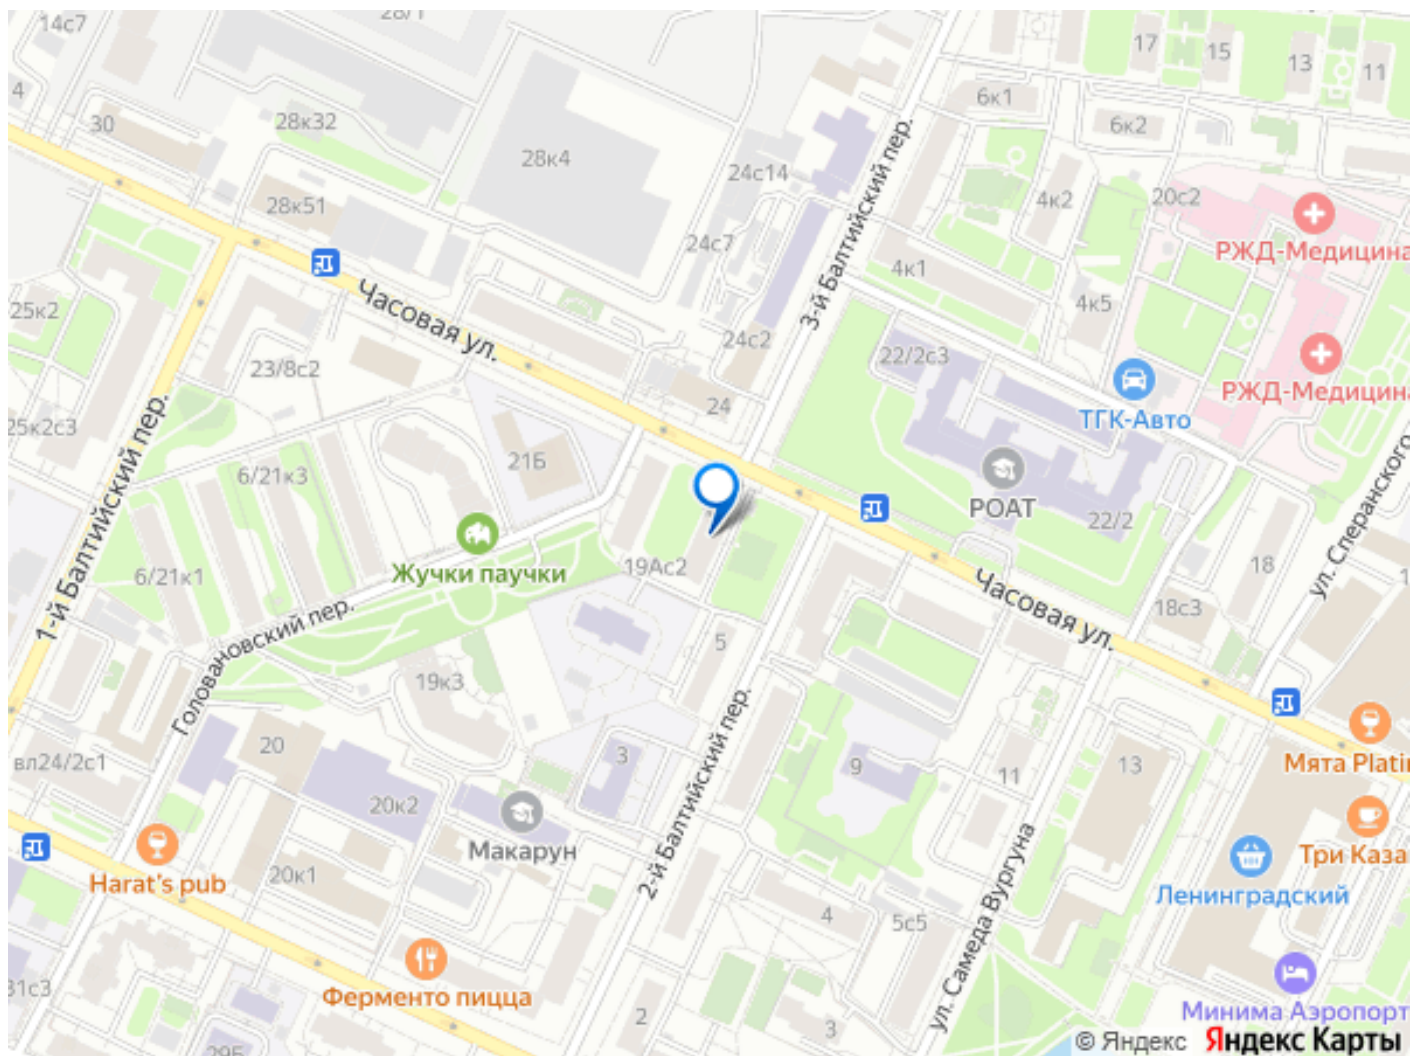 14с7
28/1
17
15
13
11
4
30
28к32
6к1
6к2
28к4
24с14
3-й Балтийский пер.
4к2
20с2
28к51
РЖД-Медицина
24с7
4к1
4к5
25к2
Часовая ул.
24с2
22/2с3
23/8с2
ТГК-Авто
РЖД-Медицина
24
25к2с3
1-й Балтийский пер.
6/21к3
21Б
РОАТ
22/2
ул. Сперанского
Жучки паучки
19Ас2
6/21к1
18
Часовая ул.
18с3
Головановский пер.
5
19к3
2-й Балтийский пер.
20
вл24/2с1
3
9
11
13
Мята Plati
20к2
Макарун
ул. Самеда Вургуна
Три Каза
Harat's pub
20к1
Ленинградский
4
5с5
31с3
Ферменто пицца
2
3
Минима Аэропорт
29Б
© Яндекс Яндекс Карты